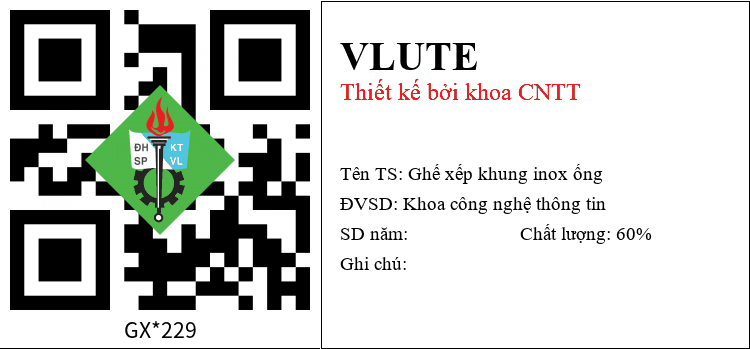 ĐH KT
SP VL
GX*229
VLUTE
Thiết kế bởi khoa CNTT
Tên TS: Ghế xếp khung inox ống
ĐVSD: Khoa công nghệ thông tin
SD năm: Chất lượng: 60%
Ghi chú: